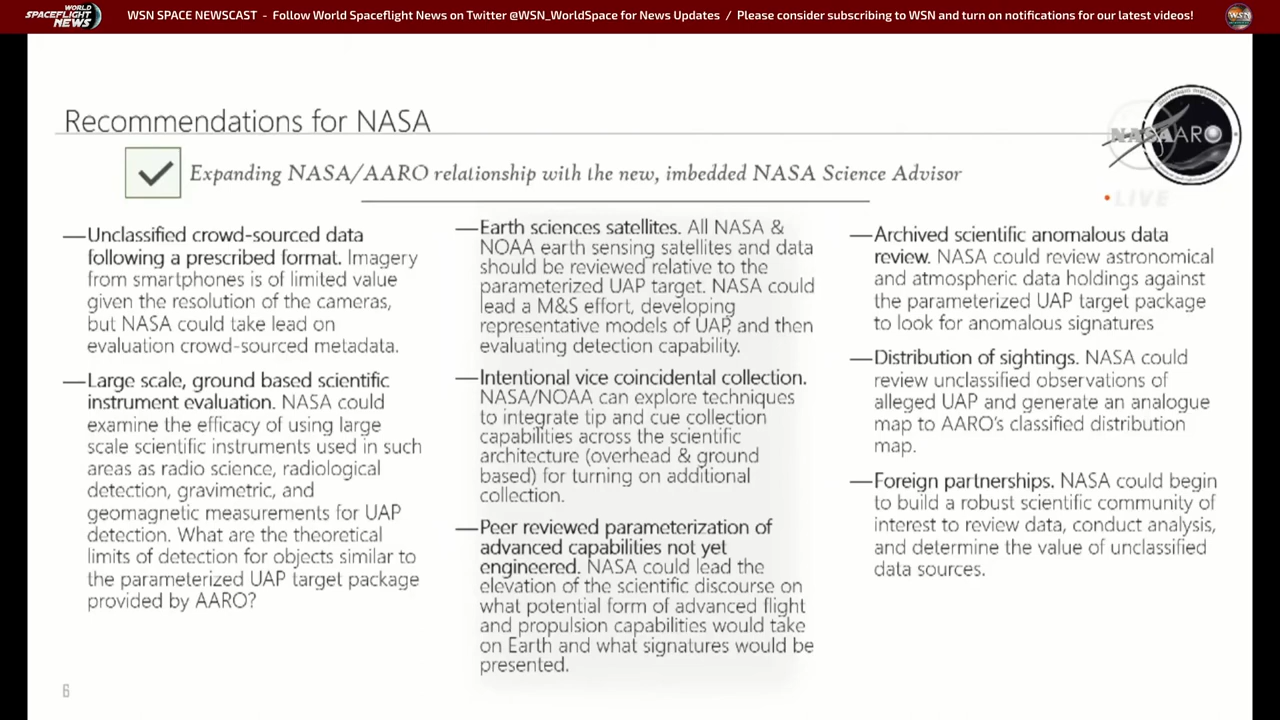 WORLD
SPACEFLIGHT
NEWS
WSN SPACE NEWSCAST - Follow World Spaceflight News on Twitter @WSN_WorldSpace for News Updates / Please consider subscribing to WSN and turn on notifications for our latest videos!
WSN
Recommendations for NASA
NASA
ARO
LIVE
Expanding NASA/AARO relationship with the new, imbedded NASA Science Advisor
—Unclassified crowd-sourced data
following a prescribed format. Imagery
from smartphones is of limited value
given the resolution of the cameras,
but NASA could take lead on
evaluation crowd-sourced metadata.
—Large scale, ground based scientific
instrument evaluation. NASA could
examine the efficacy of using large
scale scientific instruments used in such
areas as radio science, radiological
detection, gravimetric, and
geomagnetic measurements for UAP
detection. What are the theoretical
limits of detection for objects similar to
the parameterized UAP target package
provided by AARO?
—Earth sciences satellites. All NASA &
NOAA earth sensing satellites and data
should be reviewed relative to the
parameterized UAP target. NASA could
lead a M&S effort, developing
representative models of UAP, and then
evaluating detection capability.
—Intentional vice coincidental collection.
NASA/NOAA can explore techniques
to integrate tip and cue collection
capabilities across the scientific
architecture (overhead & ground
based) for turning on additional
collection.
—Peer reviewed parameterization of
advanced capabilities not yet
engineered. NASA could lead the
elevation of the scientific discourse on
what potential form of advanced flight
and propulsion capabilities would take
on Earth and what signatures would be
presented.
—Archived scientific anomalous data
review. NASA could review astronomical
and atmospheric data holdings against
the parameterized UAP target package
to look for anomalous signatures
—Distribution of sightings. NASA could
review unclassified observations of
alleged UAP and generate an analogue
map to AARO's classified distribution
map.
—Foreign partnerships. NASA could begin
to build a robust scientific community of
interest to review data, conduct analysis,
and determine the value of unclassified
data sources.
6